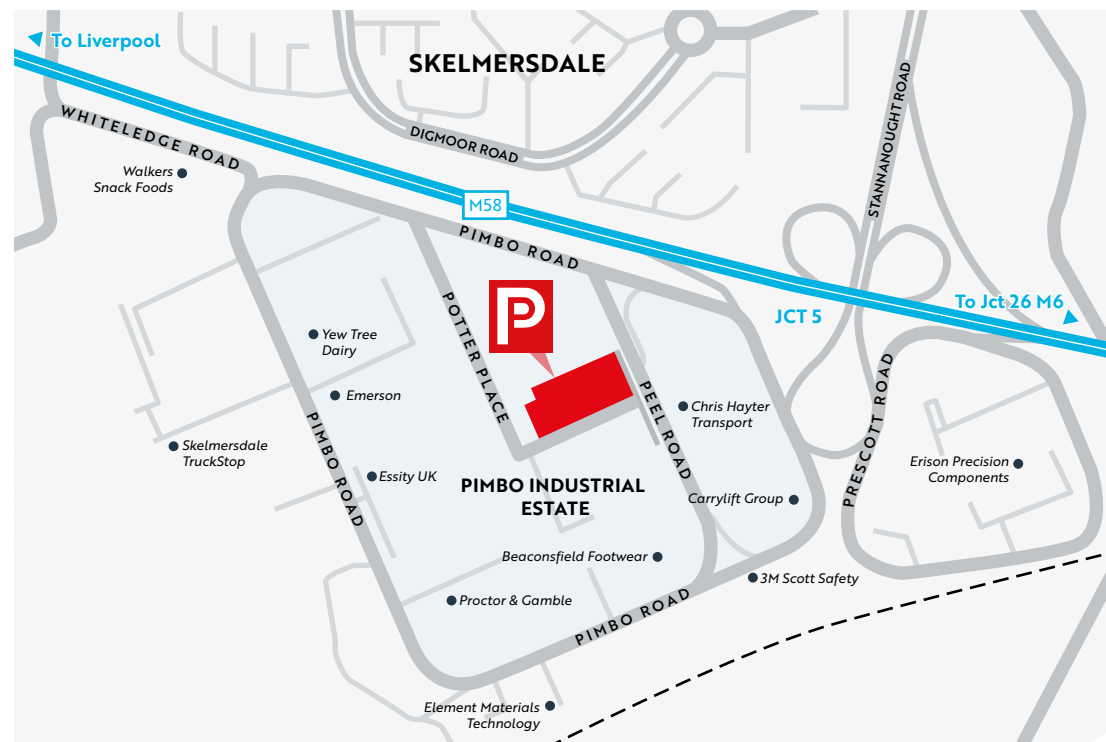 To Liverpool
SKELMERSDALE
STANNANOUGHT ROAD
WHITELEDGE ROAD
DIGMOOR ROAD
Walkers
Snack Foods
M58
PIMBO ROAD
P
POTTER PLACE
To Jct 26 M6
JCT 5
Yew Tree
Dairy
Emerson
PEEL ROAD
Chris Hayter
Transport
PRESCOTT ROAD
Skelmersdale
TruckStop
PIMBO ROAD
Essity UK
PIMBO INDUSTRIAL
ESTATE
Erison Precision
Components
Carrylift Group
Beaconsfield Footwear
3M Scott Safety
Proctor & Gamble
PIMBO ROAD
Element Materials
Technology